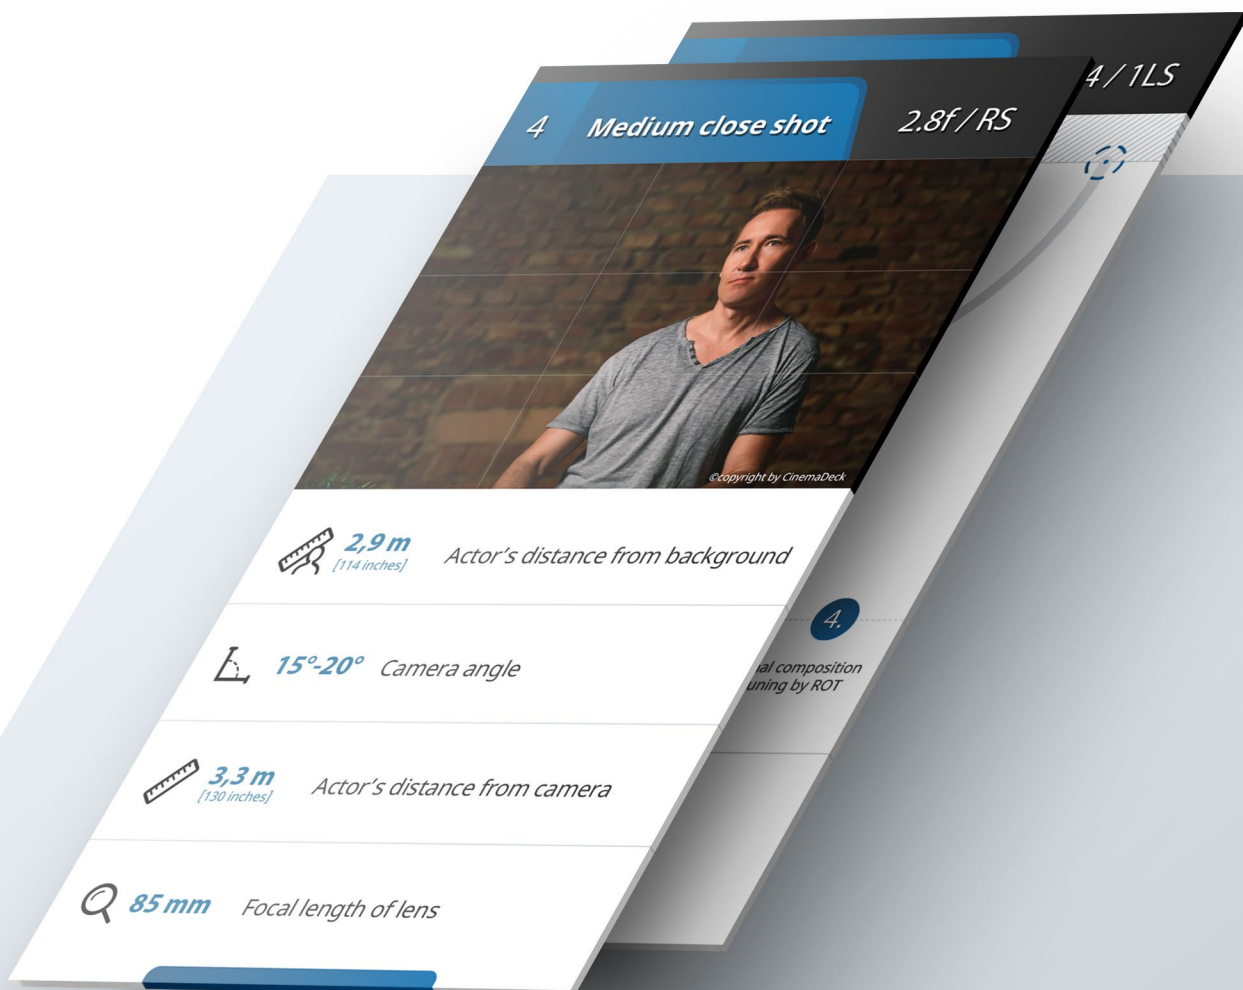 4 Medium close shot 2.8f / RS
4 / 1LS
©copyright by CinemaDeck
2,9 m
[114 inches]
Actor's distance from background
15°-20° Camera angle
3,3 m
[130 inches]
Actor's distance from camera
85 mm Focal length of lens
4.
composition
by ROT